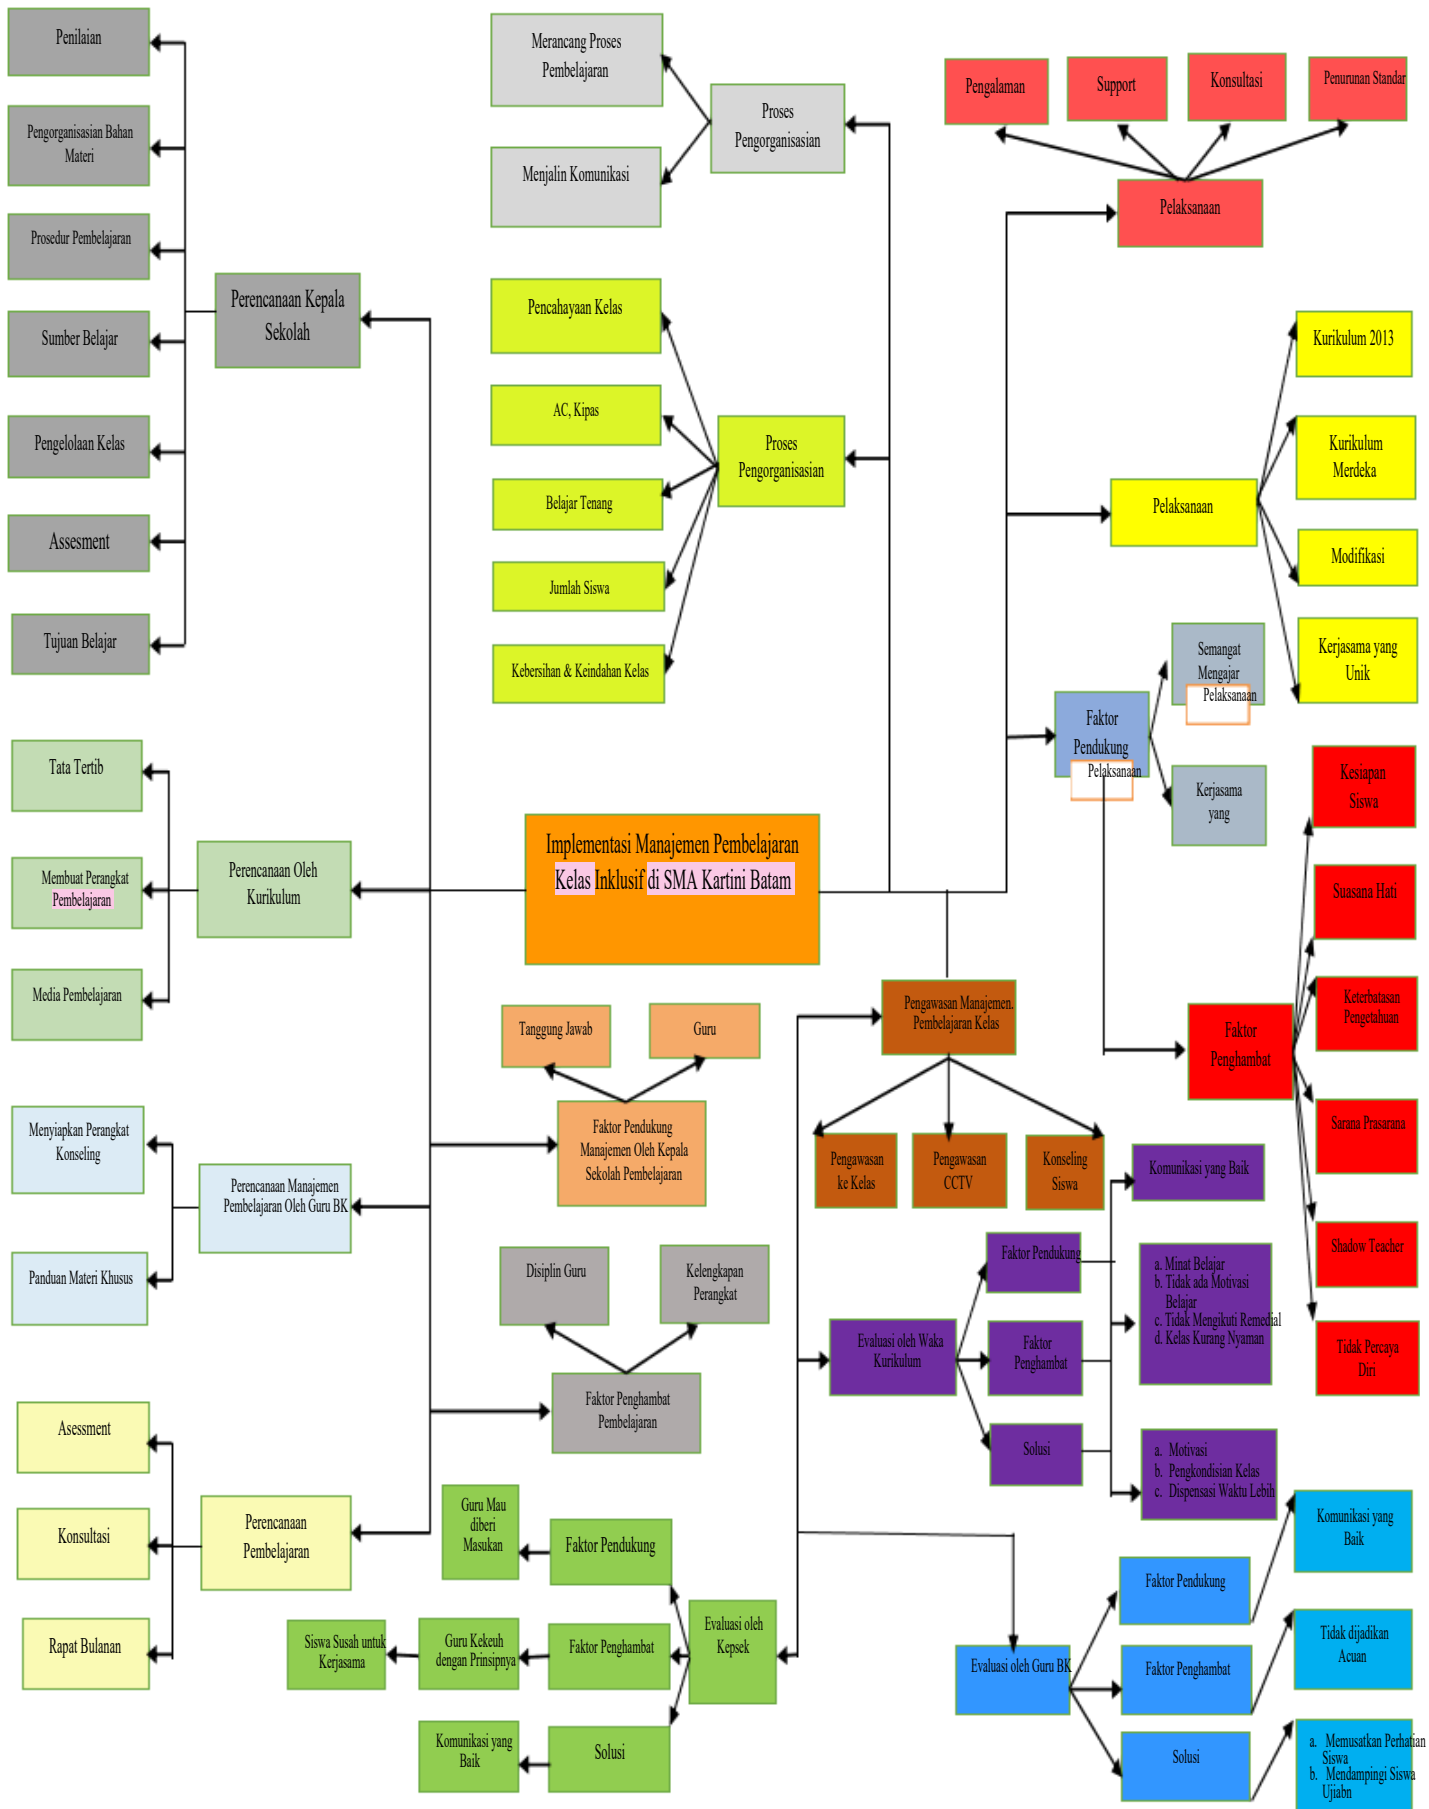 Penilaian
Pengorganisasian Bahan
Materi
Prosedur Pembelajaran
Sumber Belajar
Pengelolaan Kelas
Assesment
Tujuan Belajar
Perencanaan Kepala
Sekolah
Merancang Proses
Pembelajaran
Menjalin Komunikasi
Proses
Pengorganisasian
Pencahayaan Kelas
AC, Kipas
Belajar Tenang
Jumlah Siswa
Kebersihan & Keindahan Kelas
Proses
Pengorganisasian
Pengalaman
Support
Konsultasi
Penurunan Standar
Pelaksanaan
Kurikulum 2013
Kurikulum
Merdeka
Modifikasi
Kerjasama yang
Unik
Pelaksanaan
Semangat
Mengajar
Pelaksanaan
Faktor
Pendukung
Pelaksanaan
Kerjasama
yang
Kesiapan
Siswa
Suasana Hati
Keterbatasan
Pengetahuan
Faktor
Penghambat
Sarana Prasarana
Shadow Teacher
Tidak Percaya
Diri
Tata Tertib
Membuat Perangkat
Pembelajaran
Media Pembelajaran
Perencanaan Oleh
Kurikulum
Implementasi Manajemen Pembelajaran
Kelas Inklusif di SMA Kartini Batam
Tanggung Jawab
Guru
Faktor Pendukung
Manajemen Oleh Kepala
Sekolah Pembelajaran
Pengawasan Manajemen.
Pembelajaran Kelas
Pengawasan
ke Kelas
Pengawasan
CCTV
Konseling
Siswa
Menyiapkan Perangkat
Konseling
Perencanaan Manajemen
Pembelajaran Oleh Guru BK
Panduan Materi Khusus
Disiplin Guru
Kelengkapan
Perangkat
Faktor Penghambat
Pembelajaran
Komunikasi yang Baik
Faktor Pendukung
a. Minat Belajar
b. Tidak ada Motivasi
Belajar
c. Tidak Mengikuti Remedial
d. Kelas Kurang Nyaman
Evaluasi oleh Waka
Kurikulum
Faktor
Penghambat
Solusi
a. Motivasi
b. Pengkondisian Kelas
c. Dispensasi Waktu Lebih
Asessment
Konsultasi
Rapat Bulanan
Perencanaan
Pembelajaran
Guru Mau
diberi
Masukan
Faktor Pendukung
Siswa Susah untuk
Kerjasama
Guru Kekeuh
dengan Prinsipnya
Faktor Penghambat
Evaluasi oleh
Kepsek
Komunikasi yang
Baik
Solusi
Evaluasi oleh Guru BK
Faktor Pendukung
Komunikasi yang
Baik
Faktor Penghambat
Tidak dijadikan
Acuan
Solusi
a. Memusatkan Perhatian
Siswa
b. Mendampingi Siswa
Ujiabn